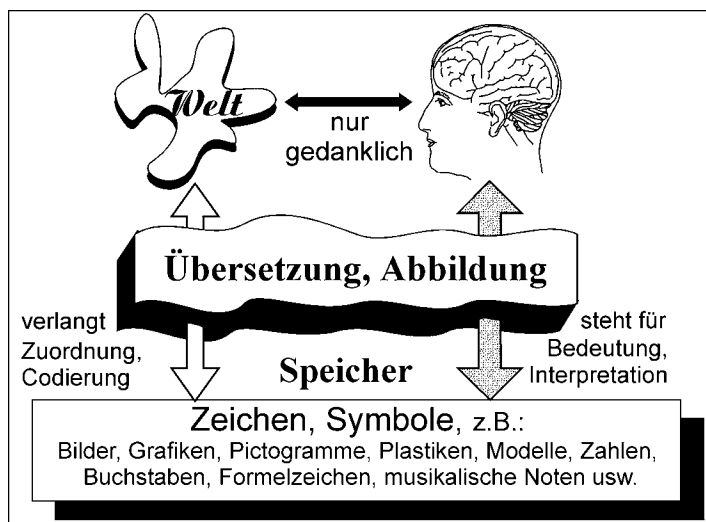 Welt
nur
gedanklich
Übersetzung, Abbildung
verlangt
Zuordnung,
Codierung
steht für
Bedeutung,
Interpretation
Speicher
Zeichen, Symbole, z.B.:
Bilder, Grafiken, Pictogramme, Plastiken, Modelle, Zahlen,
Buchstaben, Formelzeichen, musikalische Noten usw.